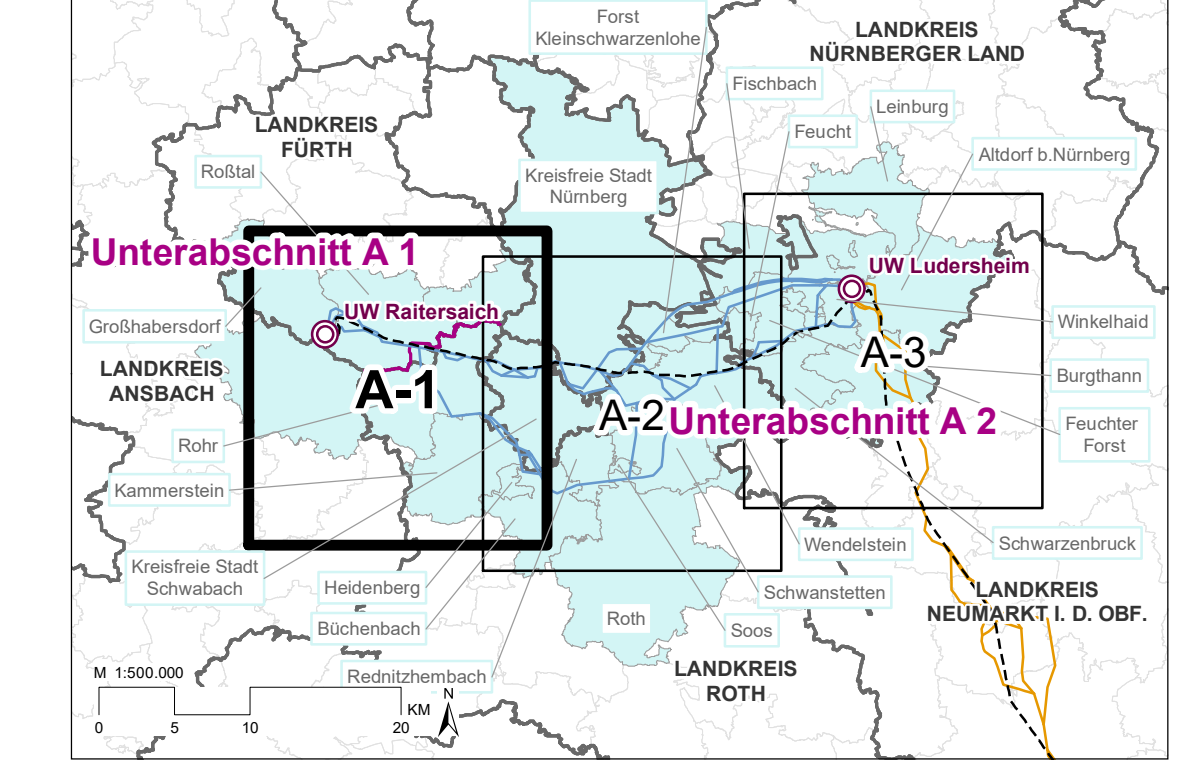 Forst
Kleinschwarzenlohe
LANDKREIS
NÜRNBERGER LAND
Fischbach
Leinburg
Feucht
LANDKREIS
FÜRTH
Altdorf b.Nürnberg
Roßtal
Kreisfreie Stadt
Nürnberg
Unterabschnitt A 1
UW Ludersheim
UW Raitersaich
Großhabersdorf
Winkelhaid
LANDKREIS
ANSBACH
A-1
A-2
A-3
Burgthann
Unterabschnitt A 2
Feuchter
Forst
Rohr
Kammerstein
Wendelstein
Schwarzenbruck
Kreisfreie Stadt
Schwabach
Heidenberg
Schwanstetten
LANDKREIS
NEUMARKT I. D. OBF.
Büchenbach
Roth
Soos
Rednitzhembach
LANDKREIS
ROTH
M 1:500.000
N
KM
0 5 10 20